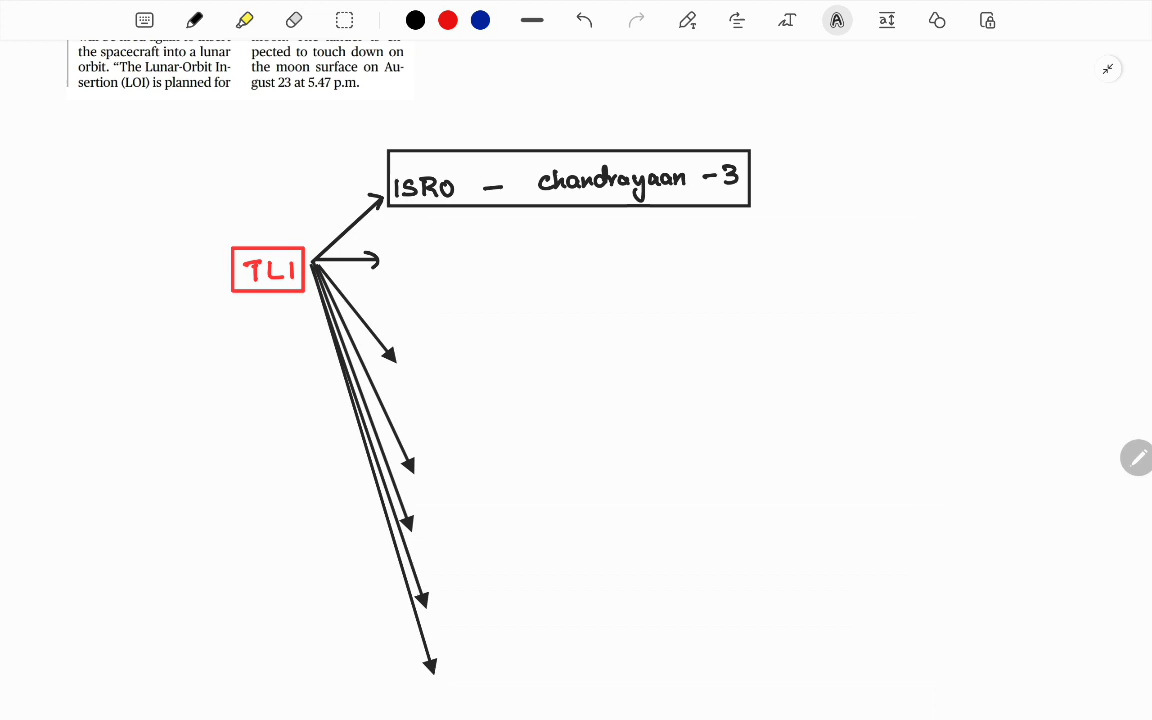 the spacecraft into a lunar
orbit. “The Lunar-Orbit In-
sertion (LOI) is planned for
pected to touch down on
the moon surface on Au-
gust 23 at 5.47 p.m.
ISRO - chandrayaan -3
TLI